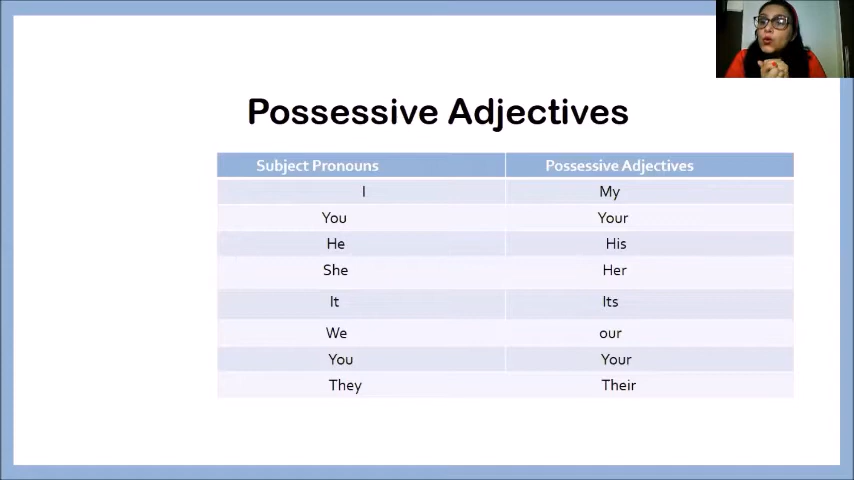 Possessive Adjectives
Subject Pronouns Possessive Adjectives
I My
You Your
He His
She Her
It Its
We our
You Your
They Their